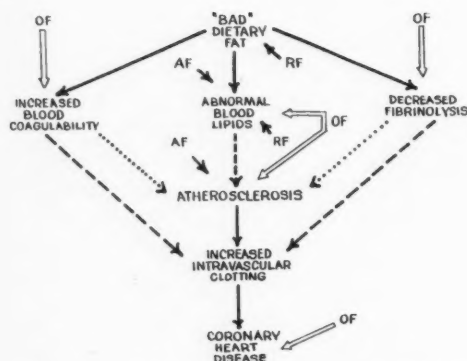 "BAD"
DIETARY
FAT
OF
OF
AF
RF
INCREASED
BLOOD
COAGULABILITY
ABNORMAL
BLOOD
LIPIDS
DECREASED
FIBRINOLYSIS
OF
AF
RF
ATHEROSCLEROSIS
INCREASED
INTRAVASCULAR
CLOTTING
CORONARY
HEART
DISEASE
OF